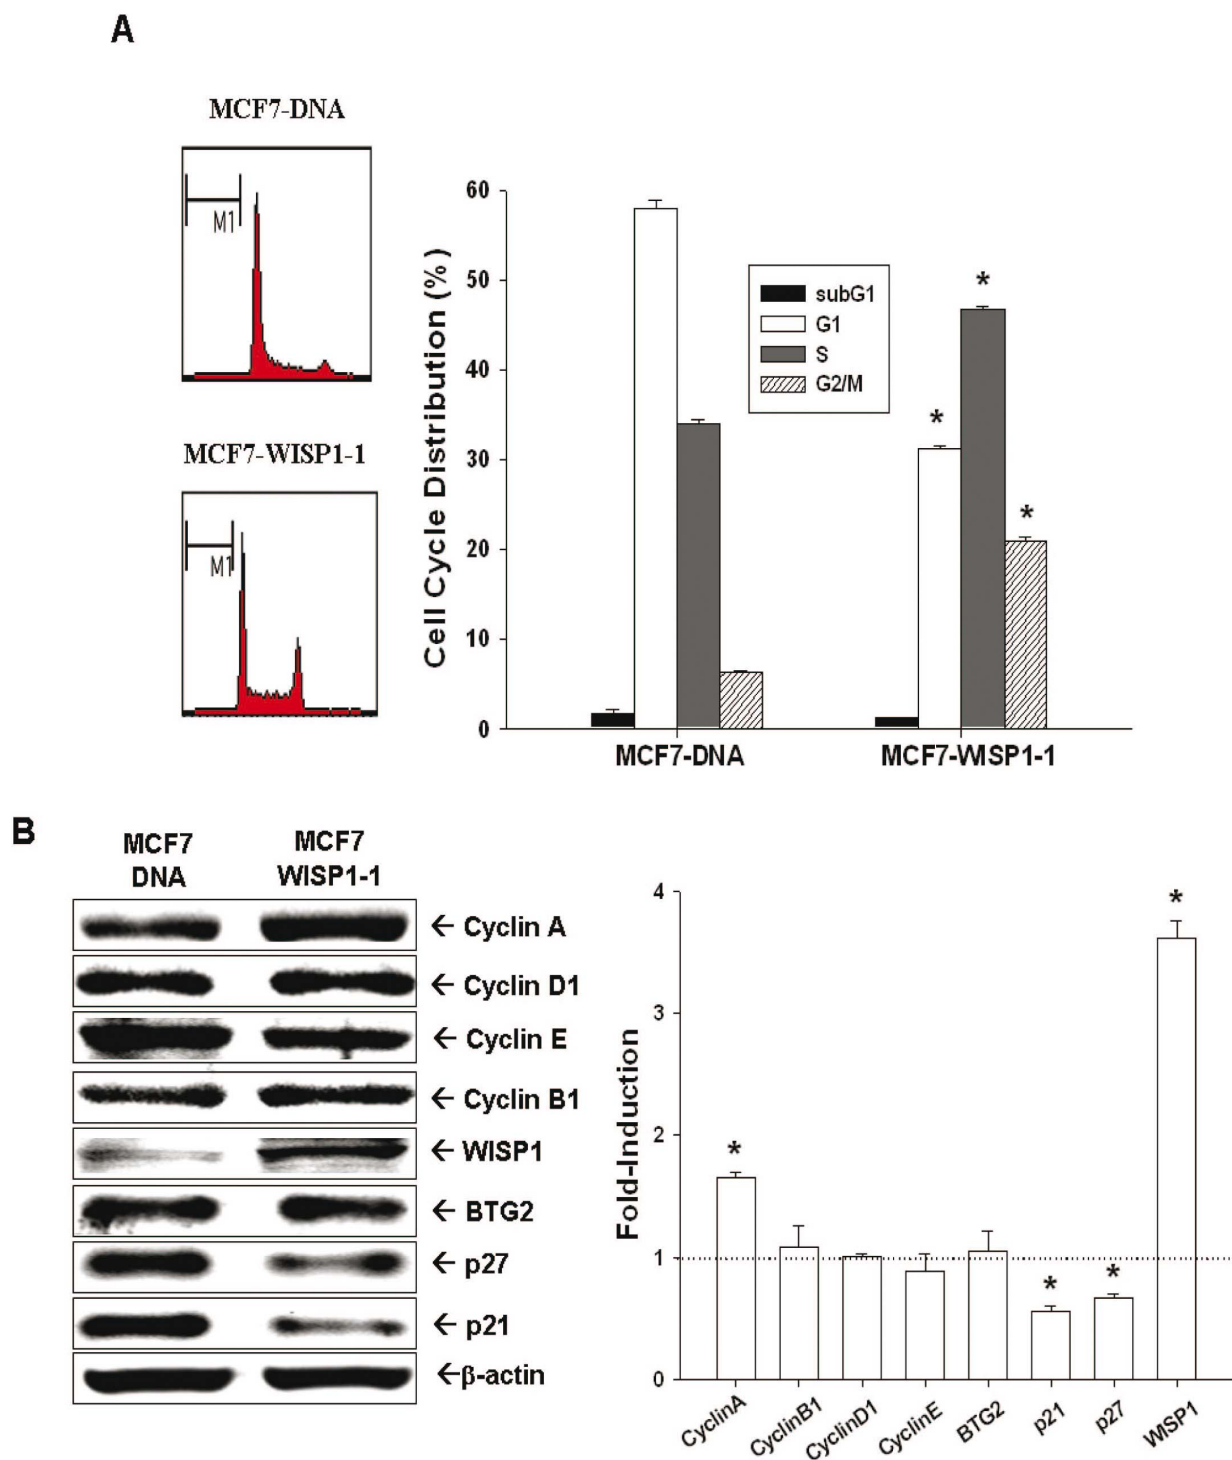 A
MCF7-DNA
M1
MCF7-WISP1-1
M1
Cell Cycle Distribution (%)
60
50
40
30
20
10
0
subG1
G1
S
G2/M
*
*
*
MCF7-DNA
MCF7-WISP1-1
B
MCF7
DNA
MCF7
WISP1-1
← Cyclin A
← Cyclin D1
← Cyclin E
← Cyclin B1
← WISP1
← BTG2
← p27
← p21
←β-actin
Fold-Induction
4
3
2
1
0
*
*
*
*
CyclinA
CyclinB1
CyclinD1
CyclinE
BTG2
p21
p27
WISP1